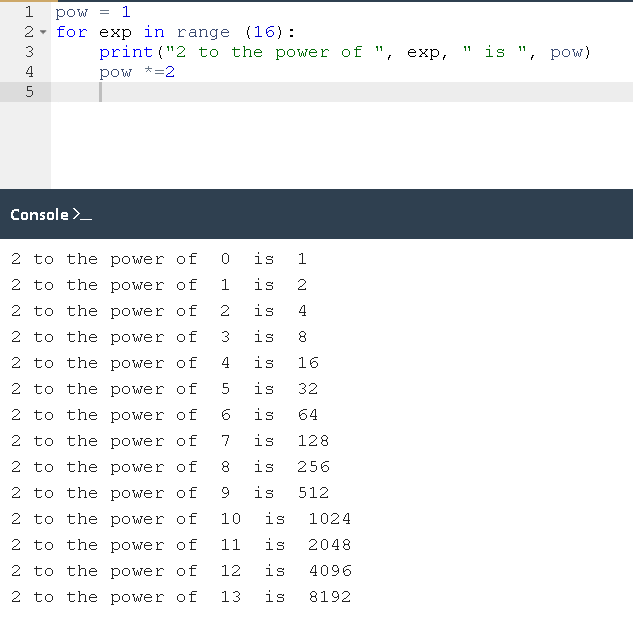 1 pow = 1
2 for exp in range (16):
3     print("2 to the power of ", exp, " is ", pow)
4     pow *=2
5
Console >_
2 to the power of  0  is  1
2 to the power of  1  is  2
2 to the power of  2  is  4
2 to the power of  3  is  8
2 to the power of  4  is  16
2 to the power of  5  is  32
2 to the power of  6  is  64
2 to the power of  7  is  128
2 to the power of  8  is  256
2 to the power of  9  is  512
2 to the power of  10  is  1024
2 to the power of  11  is  2048
2 to the power of  12  is  4096
2 to the power of  13  is  8192